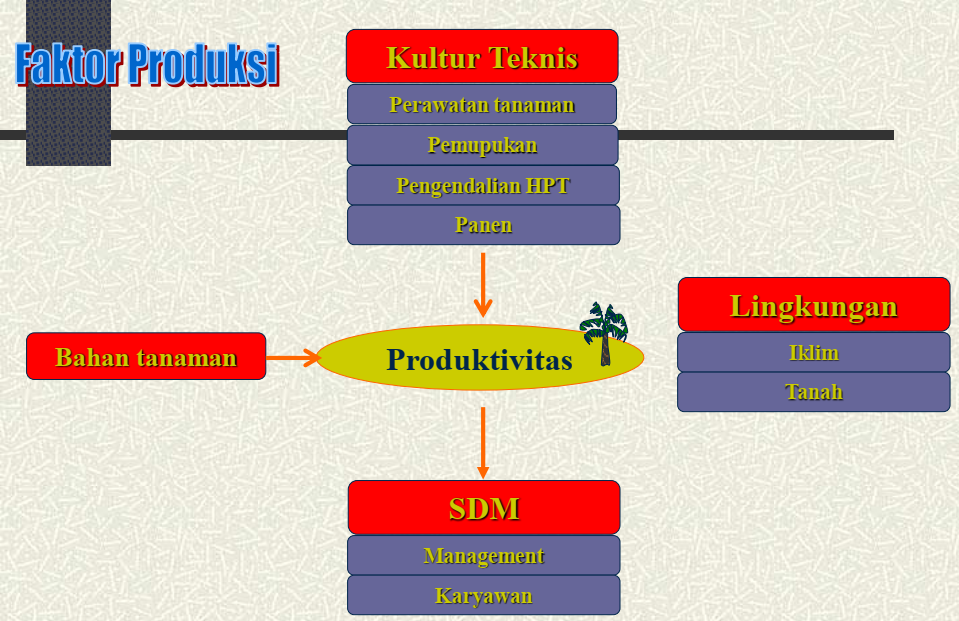 Faktor Produksi
Kultur Teknis
Perawatan tanaman
Pemupukan
Pengendalian HPT
Panen
Lingkungan
Iklim
Tanah
Bahan tanaman
Produktivitas
SDM
Management
Karyawan